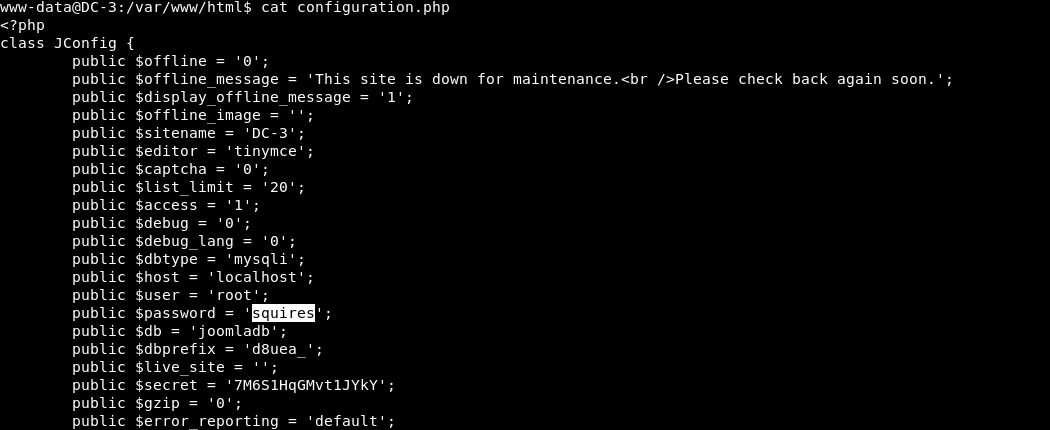 www-data@DC-3:/var/www/html$ cat configuration.php
<?php
class JConfig {
        public $offline = '0';
        public $offline_message = 'This site is down for maintenance.<br />Please check back again soon.';
        public $display_offline_message = '1';
        public $offline_image = '';
        public $sitename = 'DC-3';
        public $editor = 'tinymce';
        public $captcha = '0';
        public $list_limit = '20';
        public $access = '1';
        public $debug = '0';
        public $debug_lang = '0';
        public $dbtype = 'mysqli';
        public $host = 'localhost';
        public $user = 'root';
        public $password = 'squires';
        public $db = 'joomladb';
        public $dbprefix = 'd8uea_';
        public $live_site = '';
        public $secret = '7M6S1HqGMvt1JYkY';
        public $gzip = '0';
        public $error_reporting = 'default';